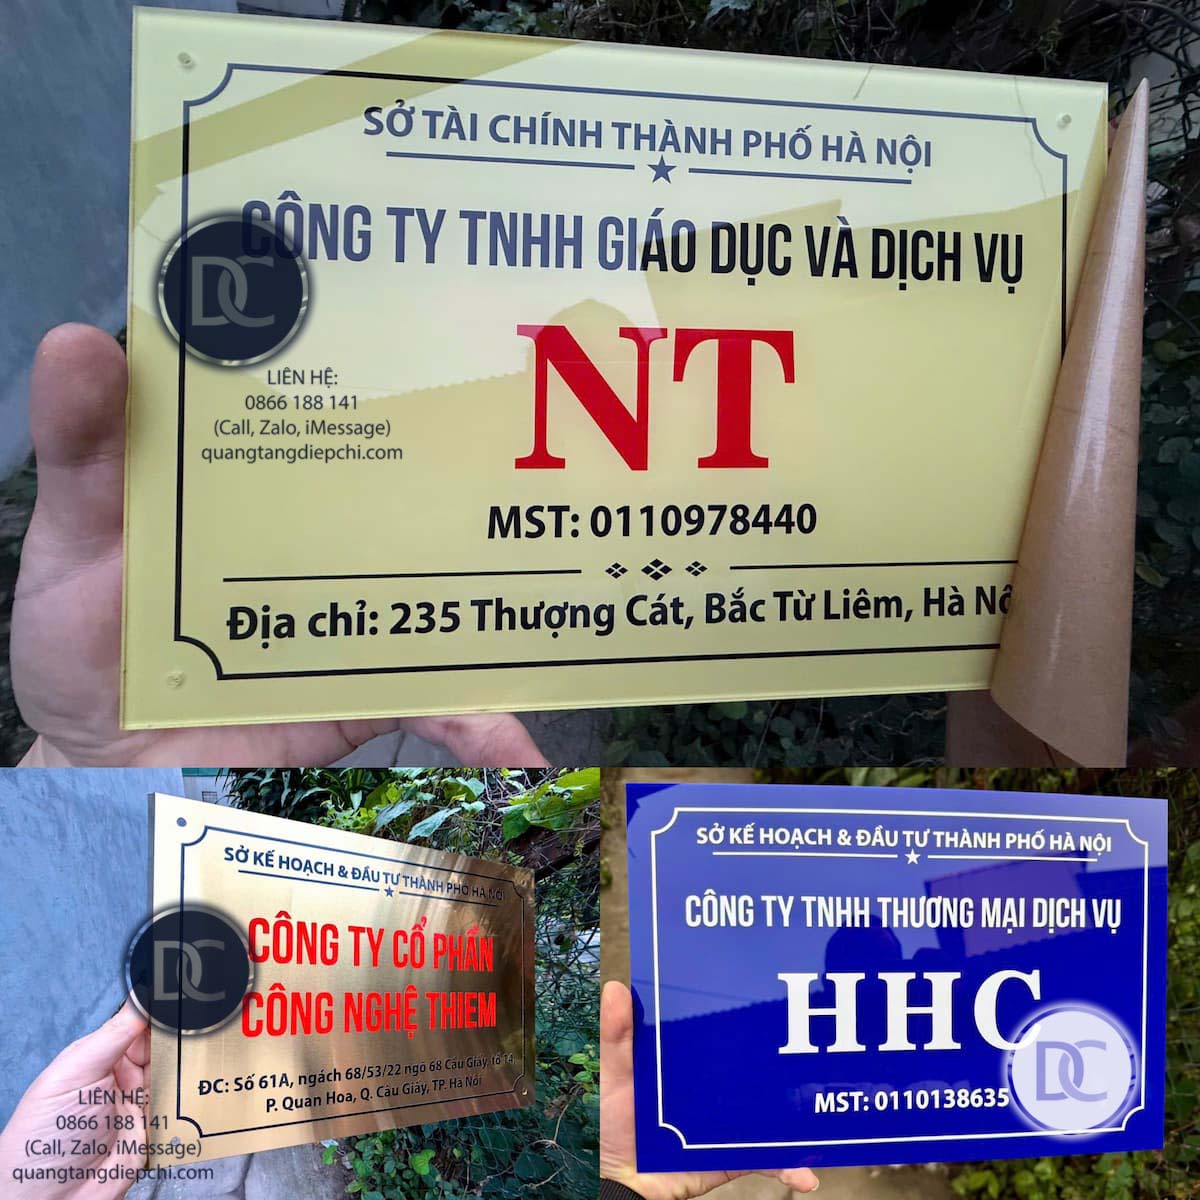 SỞ TÀI CHÍNH THÀNH PHỐ HÀ NỘI
CÔNG TY TNHH GIÁO DỤC VÀ DỊCH VỤ
NT
MST: 0110978440
Địa chỉ: 235 Thượng Cát, Bắc Từ Liêm, Hà Nộ
DC
LIÊN HỆ:
0866 188 141
(Call, Zalo, iMessage)
quangtangdiepchi.com
SỞ KẾ HOẠCH & ĐẦU TƯ THÀNH PHỐ HÀ NỘI
CÔNG TY CỔ PHẦN
CÔNG NGHỆ THIEM
ĐC: Số 61A, ngách 68/53/22 ngõ 68 Cầu Giấy, tổ 14,
P. Quan Hoa, Q. Cầu Giấy, TP. Hà Nội
DC
LIÊN HỆ:
0866 188 141
(Call, Zalo, iMessage)
quangtangdiepchi.com
SỞ KẾ HOẠCH & ĐẦU TƯ THÀNH PHỐ HÀ NỘI
CÔNG TY TNHH THƯƠNG MẠI DỊCH VỤ
HHC
MST: 0110138635
DC